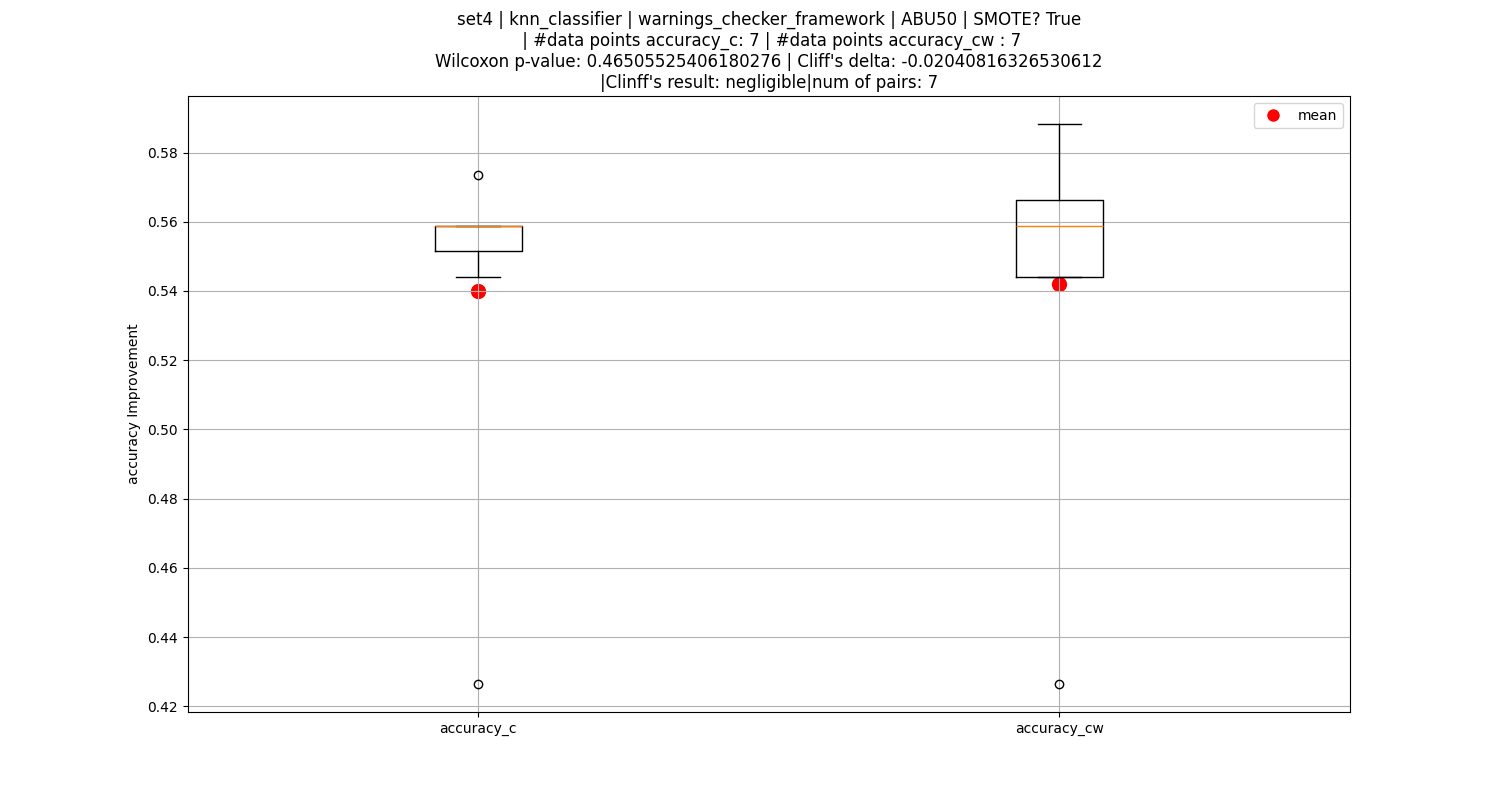 set4 | knn_classifier | warnings_checker_framework | ABU50 | SMOTE? True
| #data points accuracy_c: 7 | #data points accuracy_cw : 7
Wilcoxon p-value: 0.46505525406180276 | Cliff's delta: -0.02040816326530612
|Clinff's result: negligible|num of pairs: 7
mean
accuracy Improvement
0.58
0.56
0.54
0.52
0.50
0.48
0.46
0.44
0.42
accuracy_c
accuracy_cw